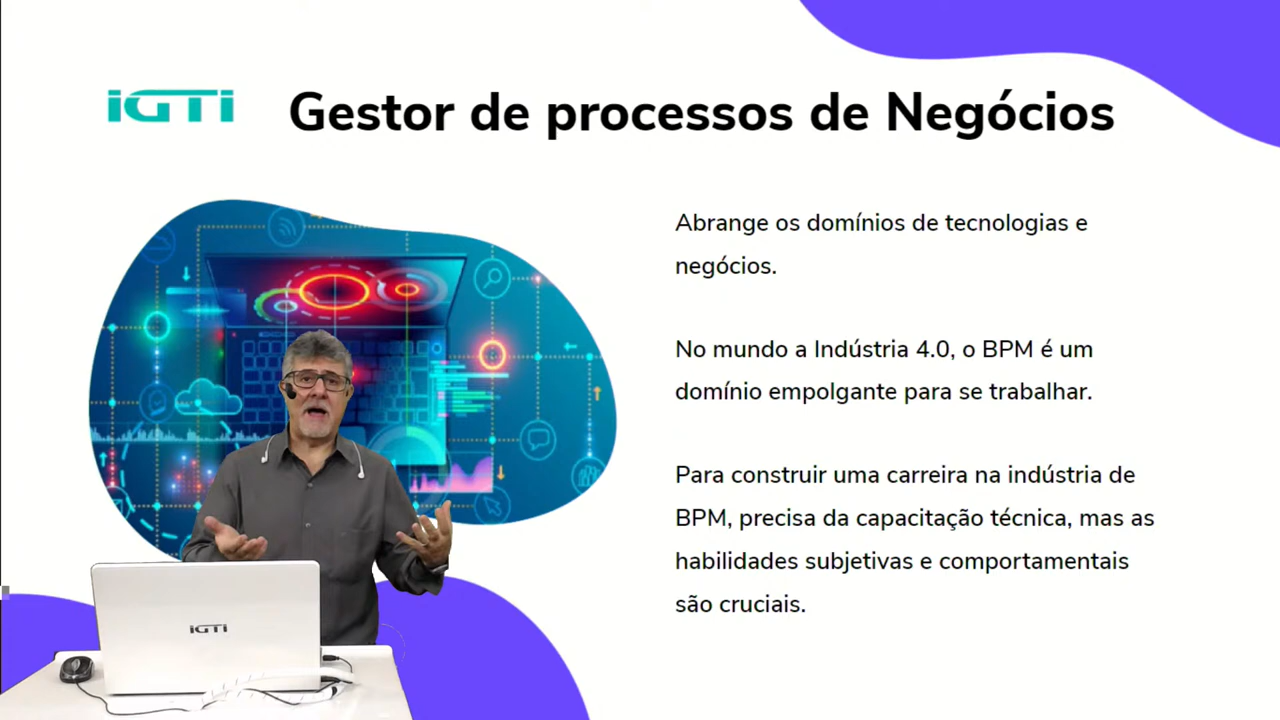 iGTi
Gestor de processos de Negócios
Abrange os domínios de tecnologias e
negócios.
No mundo a Indústria 4.0, o BPM é um
domínio empolgante para se trabalhar.
Para construir uma carreira na indústria de
BPM, precisa da capacitação técnica, mas as
habilidades subjetivas e comportamentais
são cruciais.
iGTi